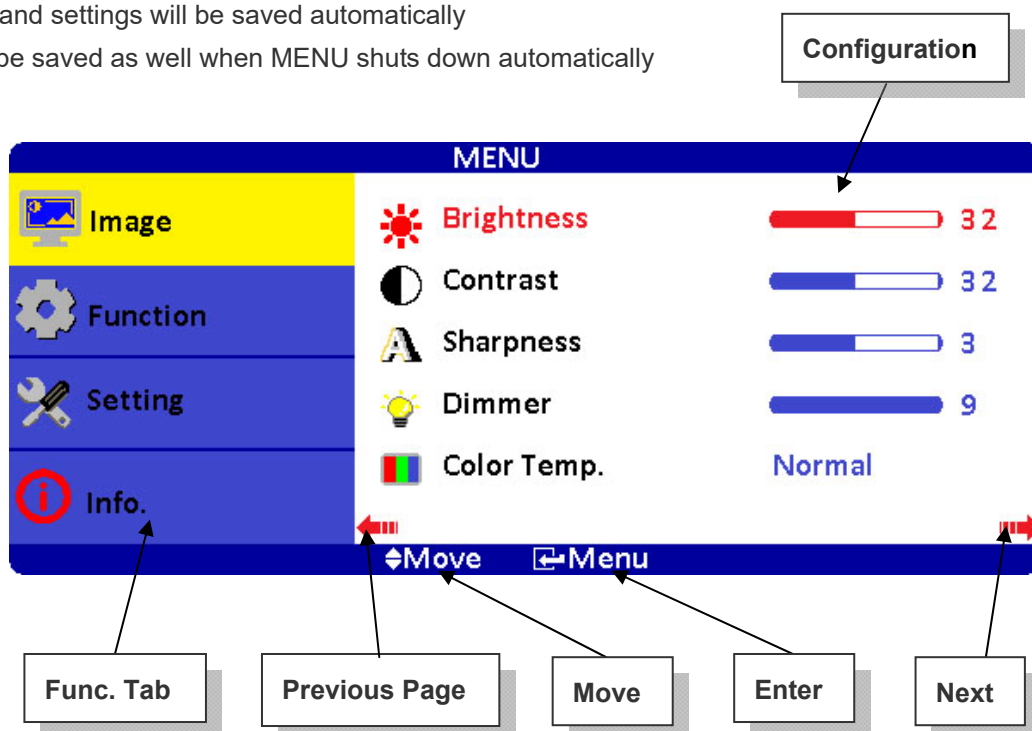 and settings will be saved automatically
be saved as well when MENU shuts down automatically
Configuration
MENU
Image
Brightness 32
Contrast 32
Function
Sharpness 3
Setting
Dimmer 9
Color Temp. Normal
Info.
Move Menu
Func. Tab
Previous Page
Move
Enter
Next